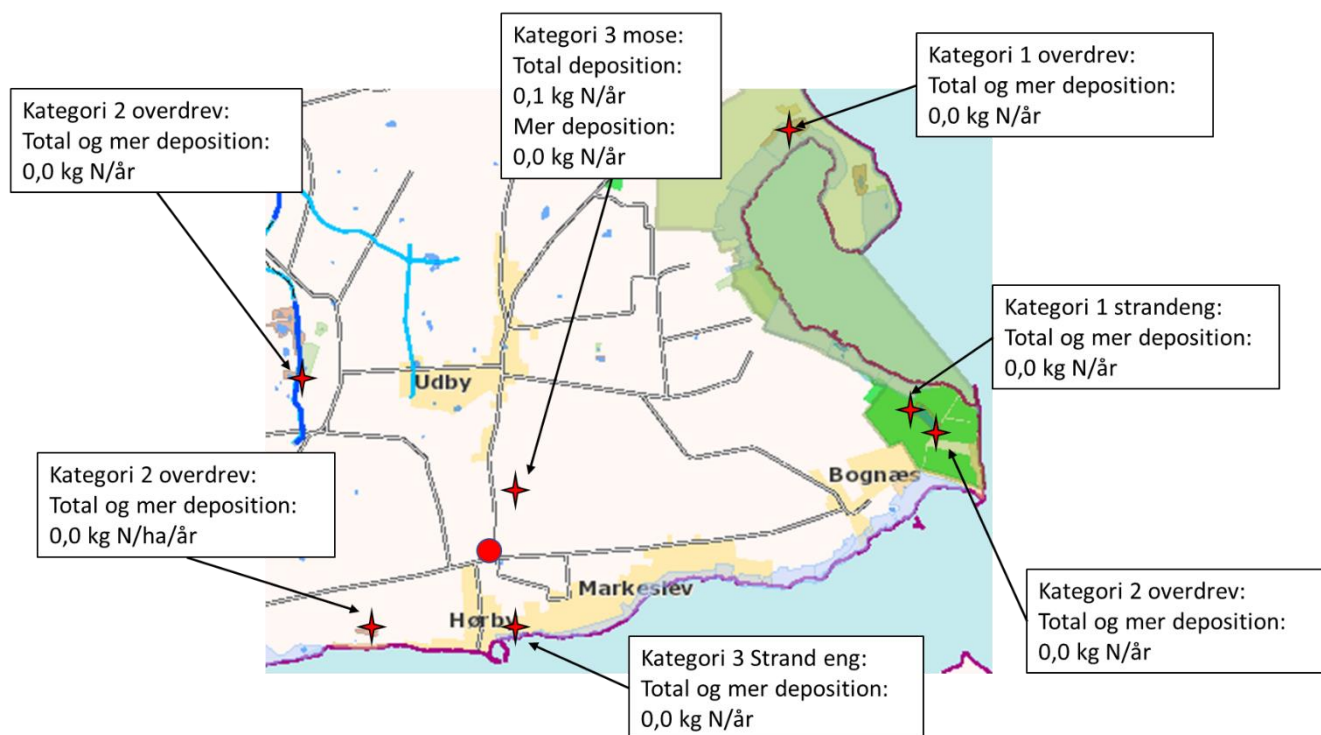 Kategori 3 mose:
Total deposition:
0,1 kg N/år
Mer deposition:
0,0 kg N/år
Kategori 1 overdrev:
Total og mer deposition:
0,0 kg N/år
Kategori 2 overdrev:
Total og mer deposition:
0,0 kg N/år
Kategori 1 strandeng:
Total og mer deposition:
0,0 kg N/år
Udby
Kategori 2 overdrev:
Total og mer deposition:
0,0 kg N/ha/år
Bognæs
Markeslev
Hørby
Kategori 2 overdrev:
Total og mer deposition:
0,0 kg N/år
Kategori 3 Strand eng:
Total og mer deposition:
0,0 kg N/år